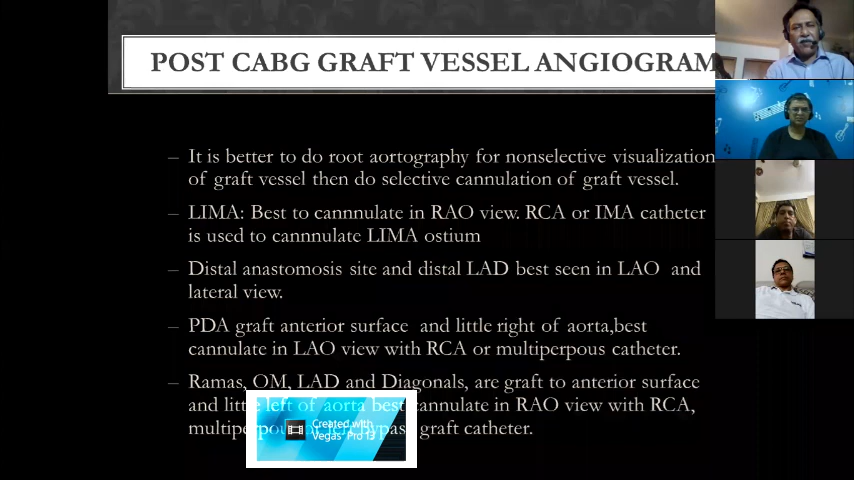 POST CABG GRAFT VESSEL ANGIOGRAM
– It is better to do root aortography for nonselective visualization
of graft vessel then do selective cannulation of graft vessel.
– LIMA: Best to cannnulate in RAO view. RCA or IMA catheter
is used to cannnulate LIMA ostium
– Distal anastomosis site and distal LAD best seen in LAO and
lateral view.
– PDA graft anterior surface and little right of aorta,best
cannulate in LAO view with RCA or multiperpous catheter.
– Ramas, OM, LAD and Diagonals, are graft to anterior surface
and little left of aorta best cannulate in RAO view with RCA,
graft catheter.
Created with
Vegas Pro 13